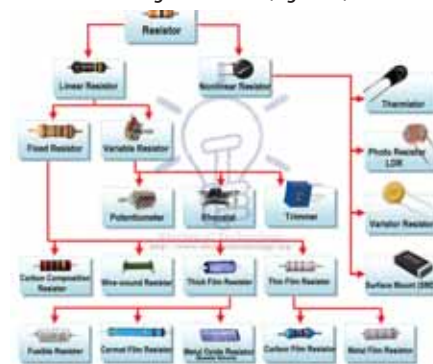 Resistor
Linear Resistor
Nonlinear Resistor
Thermistor
Fixed Resistor
Variable Resistor
Photo Resistor
LDR
Potentiometer
Rheostat
Trimmer
Varistor Resistor
Carbon Composition
Resistor
Wire-wound Resistor
Thick Film Resistor
Thin Film Resistor
Surface Mount (SMD)
Fusible Resistor
Cermet Film Resistor
Metal Oxide Resistor
Carbon Film Resistor
Metal Film Resistor